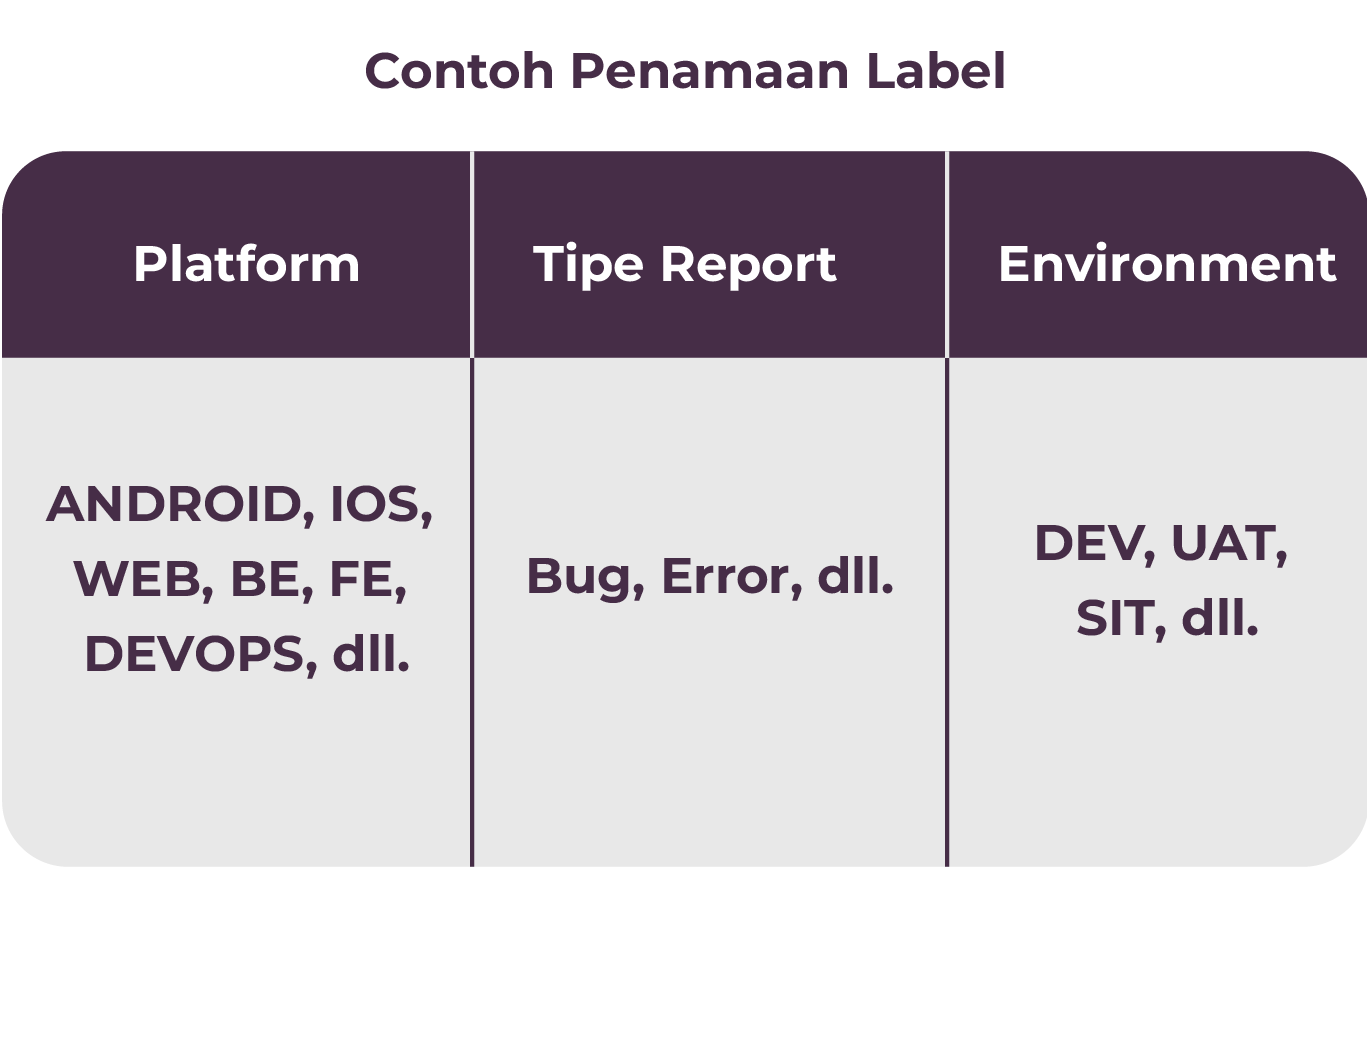 Contoh Penamaan Label
Platform
Tipe Report
Environment
ANDROID, IOS,
WEB, BE, FE,
DEVOPS, dll.
Bug, Error, dll.
DEV, UAT,
SIT, dll.